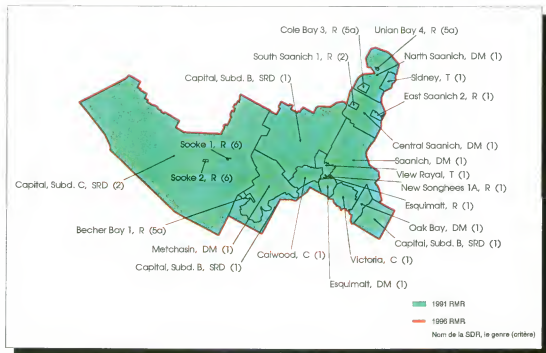 Cole Bay 3, R (5a)
Union Bay 4, R (5a)
South Saanich 1, R (2)
North Saanich, DM (1)
Capital, Subd. B, SRD (1)
Sidney, T (1)
East Saanich 2, R (1)
Central Saanich, DM (1)
Sooke 1, R (6)
Saanich, DM (1)
View Royal, T (1)
Capital, Subd. C, SRD (2)
Sooke 2, R (6)
New Songhees 1A, R (1)
Esquimalt, R (1)
Becher Bay 1, R (5a)
Oak Bay, DM (1)
Metchosin, DM (1)
Capital, Subd. B, SRD (1)
Colwood, C (1)
Victoria, C (1)
Capital, Subd. B, SRD (1)
Esquimalt, DM (1)
1991 RMR
1996 RMR
Nom de la SDR, le genre (critère)